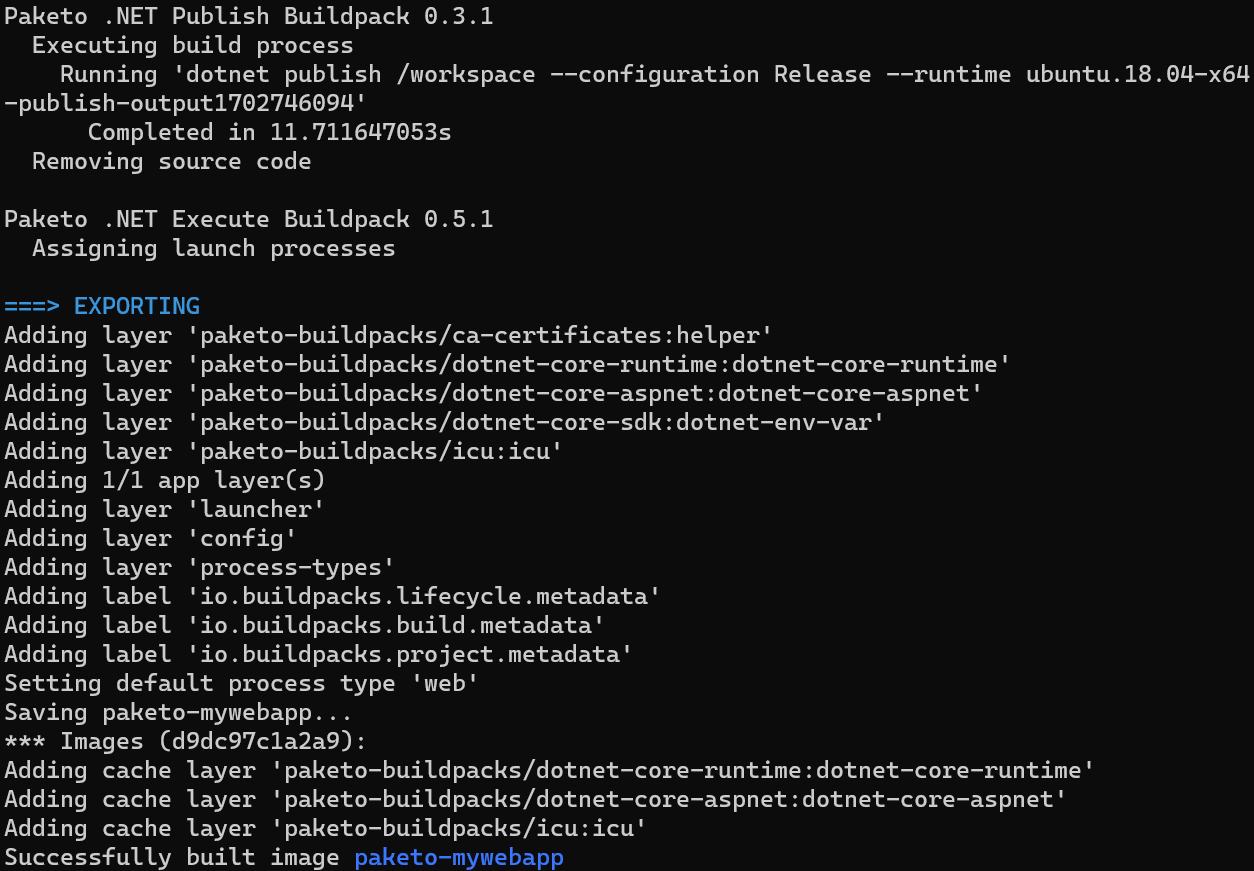 Paketo .NET Publish Buildpack 0.3.1
Executing build process
Running 'dotnet publish /workspace --configuration Release --runtime ubuntu.18.04-x64
-publish-output1702746094'
Completed in 11.711647053s
Removing source code
Paketo .NET Execute Buildpack 0.5.1
Assigning launch processes
===> EXPORTING
Adding layer 'paketo-buildpacks/ca-certificates:helper'
Adding layer 'paketo-buildpacks/dotnet-core-runtime:dotnet-core-runtime'
Adding layer 'paketo-buildpacks/dotnet-core-aspnet:dotnet-core-aspnet'
Adding layer 'paketo-buildpacks/dotnet-core-sdk:dotnet-env-var'
Adding layer 'paketo-buildpacks/icu:icu'
Adding 1/1 app layer(s)
Adding layer 'launcher'
Adding layer 'config'
Adding layer 'process-types'
Adding label 'io.buildpacks.lifecycle.metadata'
Adding label 'io.buildpacks.build.metadata'
Adding label 'io.buildpacks.project.metadata'
Setting default process type 'web'
Saving paketo-mywebapp...
*** Images (d9dc97c1a2a9):
Adding cache layer 'paketo-buildpacks/dotnet-core-runtime:dotnet-core-runtime'
Adding cache layer 'paketo-buildpacks/dotnet-core-aspnet:dotnet-core-aspnet'
Adding cache layer 'paketo-buildpacks/icu:icu'
Successfully built image paketo-mywebapp